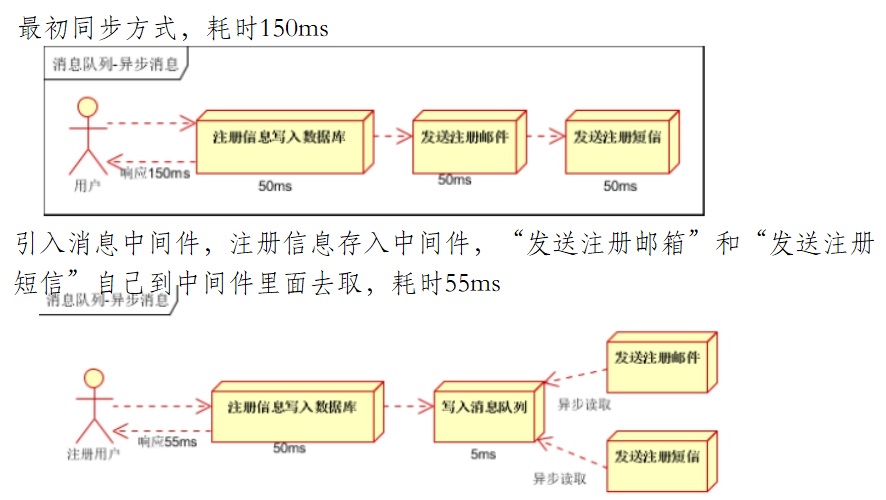 最初同步方式，耗时150ms
消息队列-异步消息
注册信息写入数据库
发送注册邮件
发送注册短信
响应150ms
用户
50ms
50ms
50ms
引入消息中间件，注册信息存入中间件，“发送注册邮箱”和“发送注册
短信”自己到中间件里面去取，耗时55ms
消息队列-异步消息
发送注册邮件
注册信息写入数据库
写入消息队列
异步读取
响应55ms
注册用户
50ms
5ms
发送注册短信
异步读取